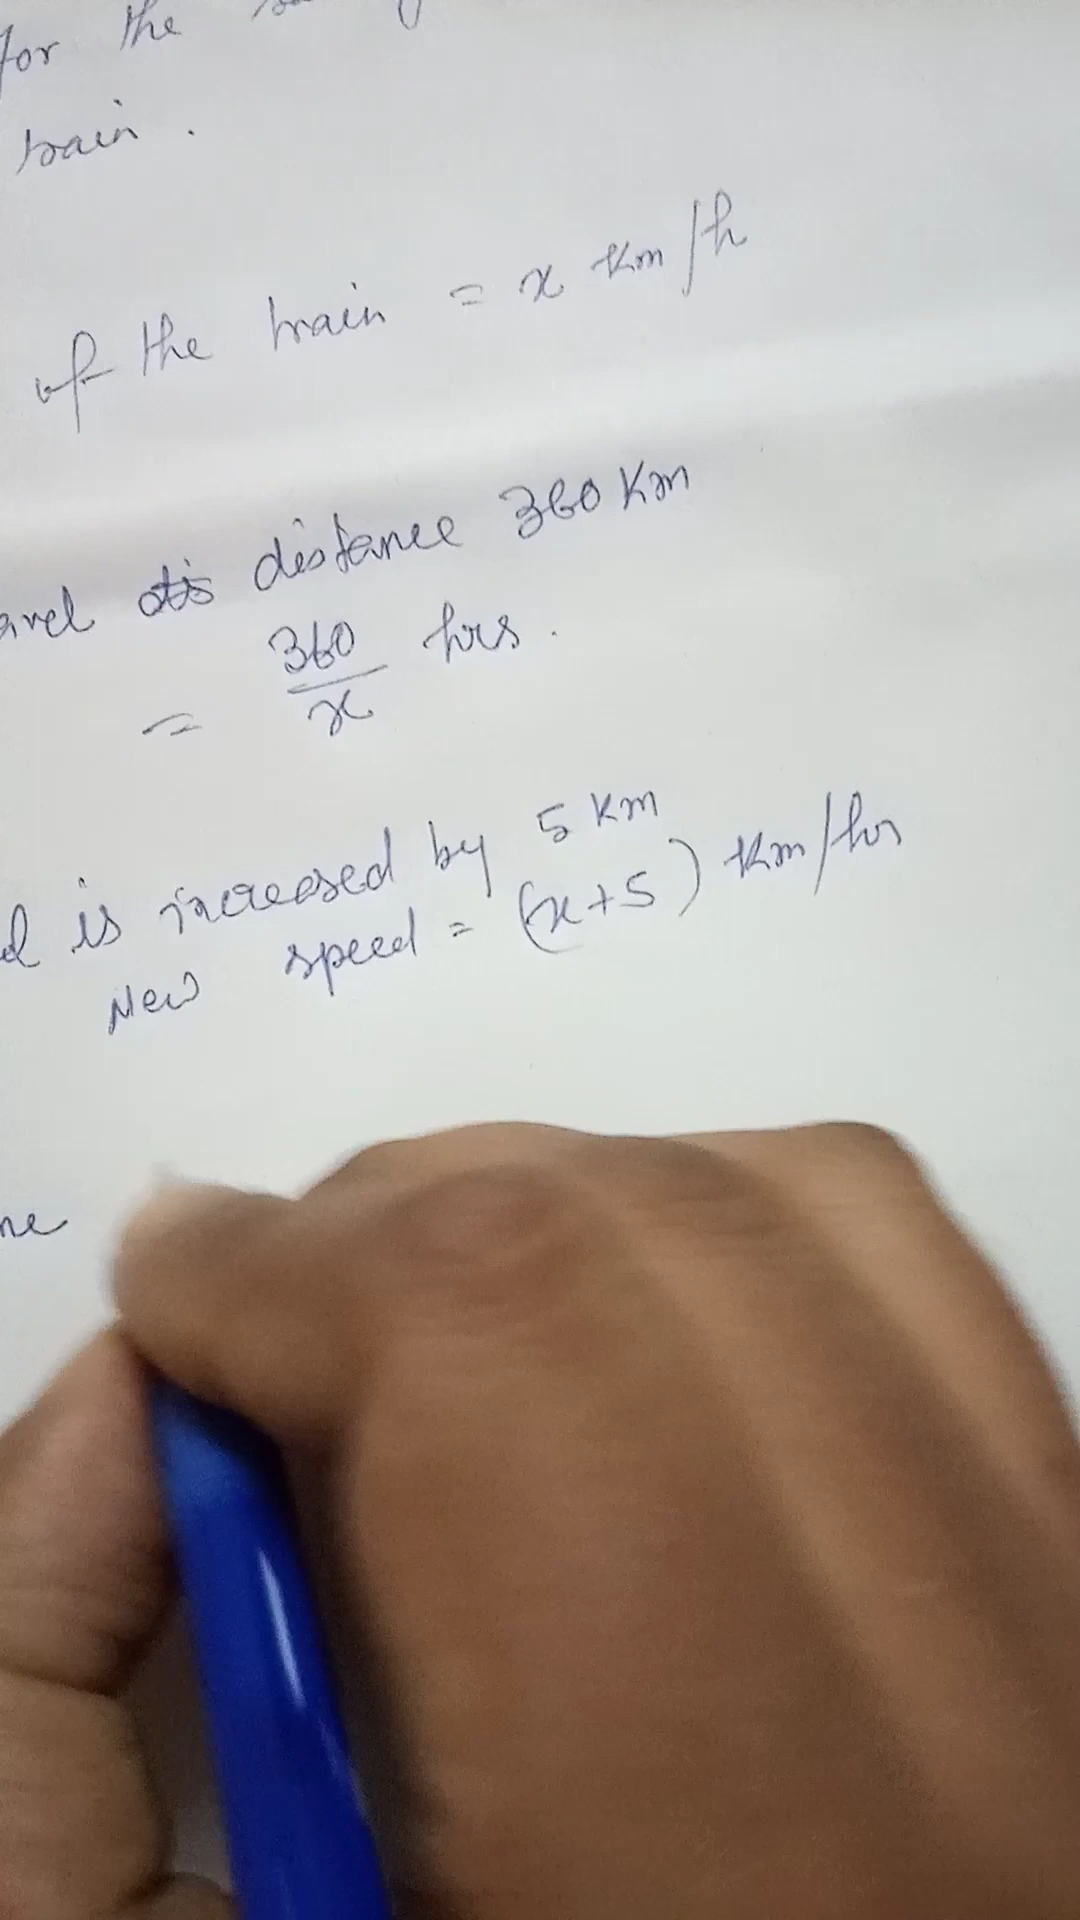 for the
train.
of the train = x km/h
distance 360 Km
= 360/x hrs.
is increased by 5 Km
New speed = (x+5) Km/hr